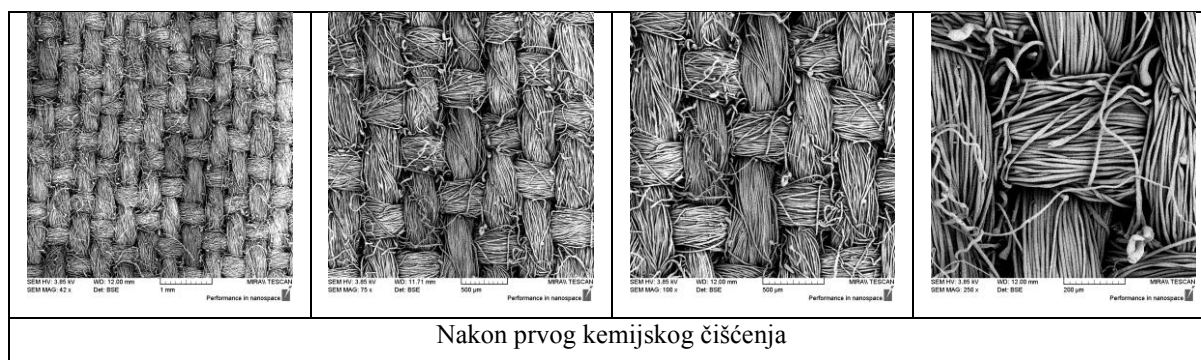 SEM HV: 3.85 kV WD: 12.00 mm MIRA\\ TESCAN
SEM MAG: 42 x Det: BSE 1 mm
Performance in nanospace
SEM HV: 3.85 kV WD: 11.71 mm MIRA\\ TESCAN
SEM MAG: 75 x Det: BSE 500 µm
Performance in nanospace
SEM HV: 3.85 kV WD: 12.00 mm MIRA\\ TESCAN
SEM MAG: 100 x Det: BSE 500 µm
Performance in nanospace
SEM HV: 3.85 kV WD: 12.00 mm MIRA\\ TESCAN
SEM MAG: 250 x Det: BSE 200 µm
Performance in nanospace
Nakon prvog kemijskog čišćenja